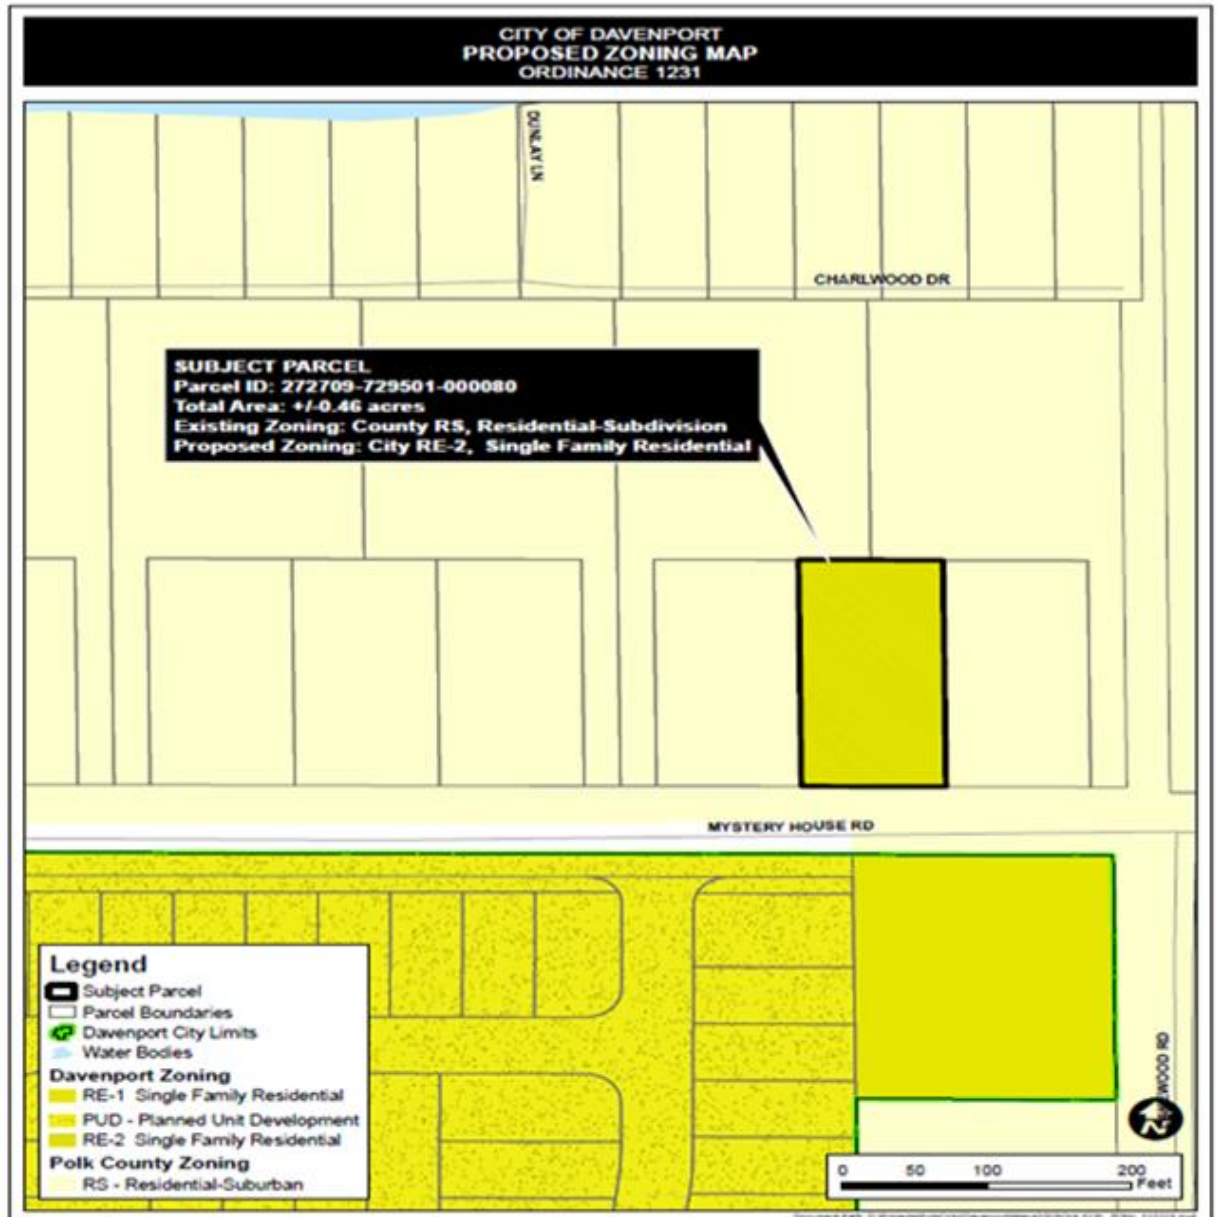 CITY OF DAVENPORT
PROPOSED ZONING MAP
ORDINANCE 1231
DUNLAY LN
CHARLWOOD DR
SUBJECT PARCEL
Parcel ID: 272709-729501-000080
Total Area: +/-0.46 acres
Existing Zoning: County RS, Residential-Subdivision
Proposed Zoning: City RE-2, Single Family Residential
MYSTERY HOUSE RD
Legend
Subject Parcel
Parcel Boundaries
Davenport City Limits
Water Bodies
Davenport Zoning
RE-1 Single Family Residential
PUD - Planned Unit Development
RE-2 Single Family Residential
Polk County Zoning
RS - Residential-Suburban
RD
0 50 100 200
Feet